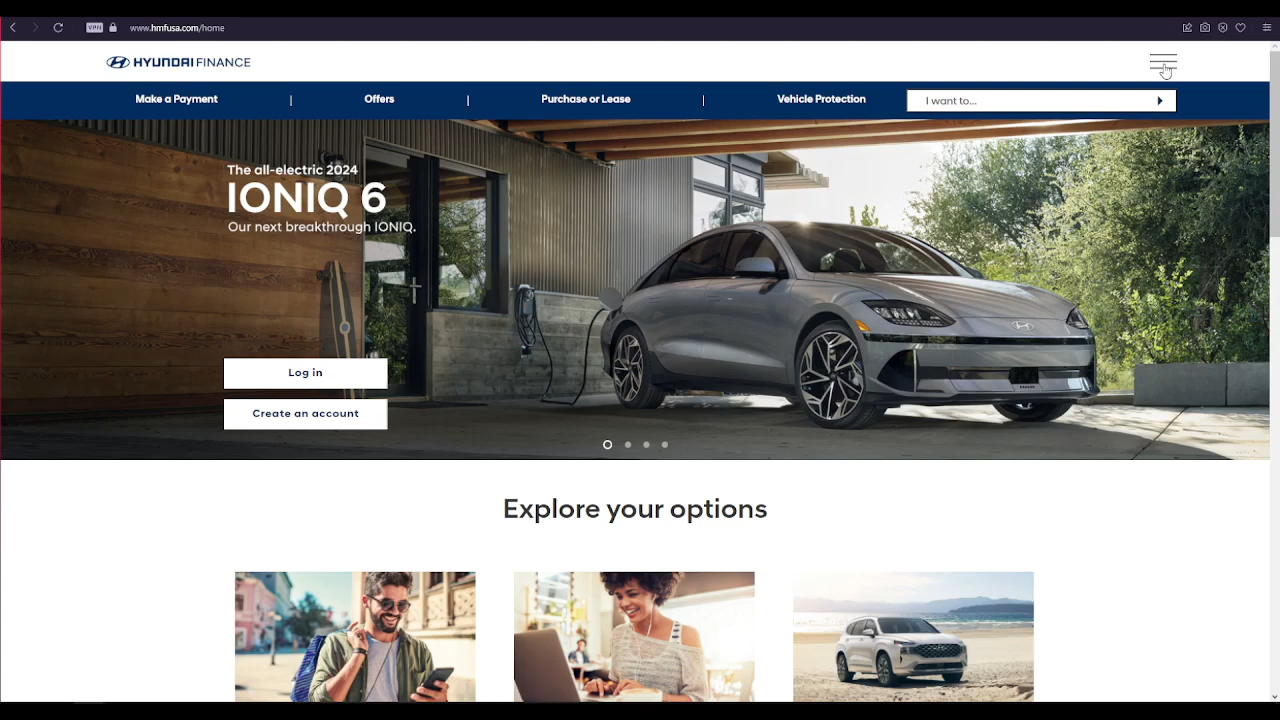 VPN
www.hmfusa.com/home
HYUNDAI FINANCE
Make a Payment | Offers | Purchase or Lease | Vehicle Protection
I want to...
The all-electric 2024
IONIQ 6
Our next breakthrough IONIQ.
Log in
Create an account
Explore your options